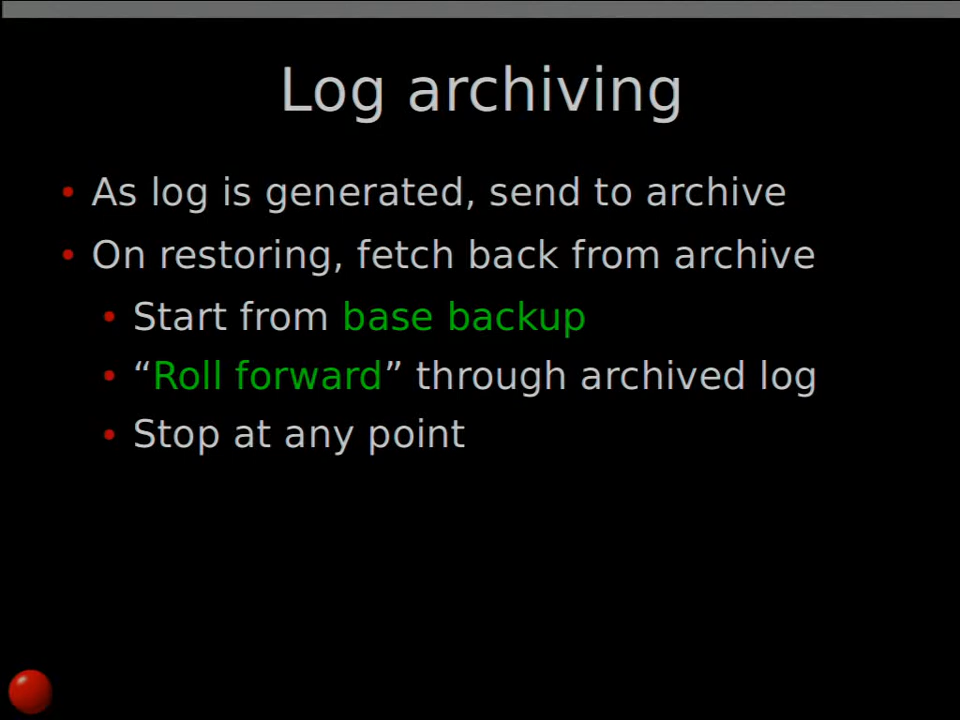 Log archiving
As log is generated, send to archive
On restoring, fetch back from archive
Start from base backup
“Roll forward” through archived log
Stop at any point